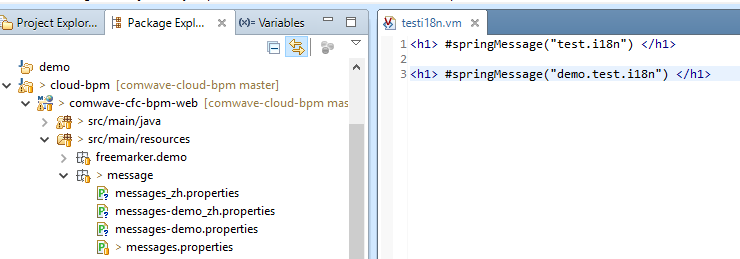 Project Explor...
Package Expl...
Variables
demo
> cloud-bpm [comwave-cloud-bpm master]
> comwave-cfc-bpm-web [comwave-cloud-bpm mas
> src/main/java
> src/main/resources
freemarker.demo
> message
messages_zh.properties
messages-demo_zh.properties
messages-demo.properties
> messages.properties
testi18n.vm
1 <h1> #springMessage("test.i18n") </h1>
2
3 <h1> #springMessage("demo.test.i18n") </h1>